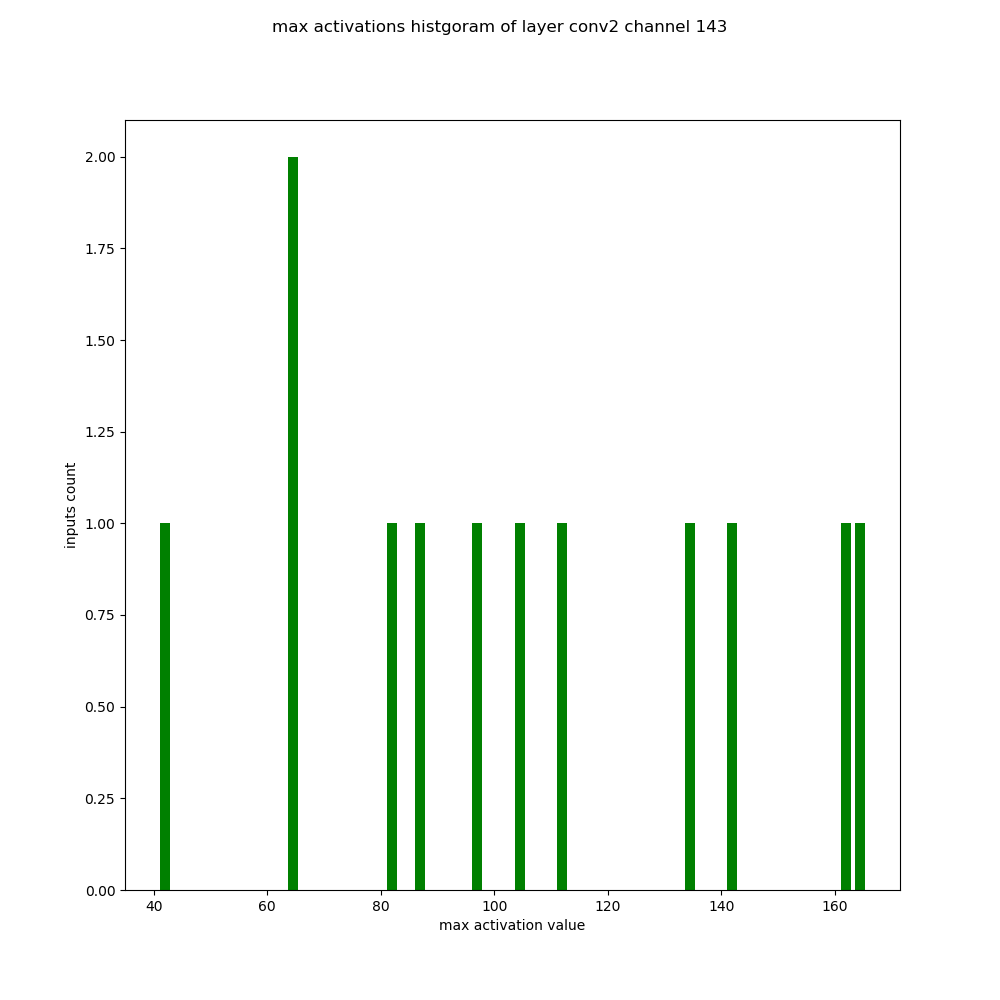 max activations histgoram of layer conv2 channel 143
2.00
1.75
1.50
1.25
1.00
0.75
0.50
0.25
0.00
inputs count
40 60 80 100 120 140 160
max activation value